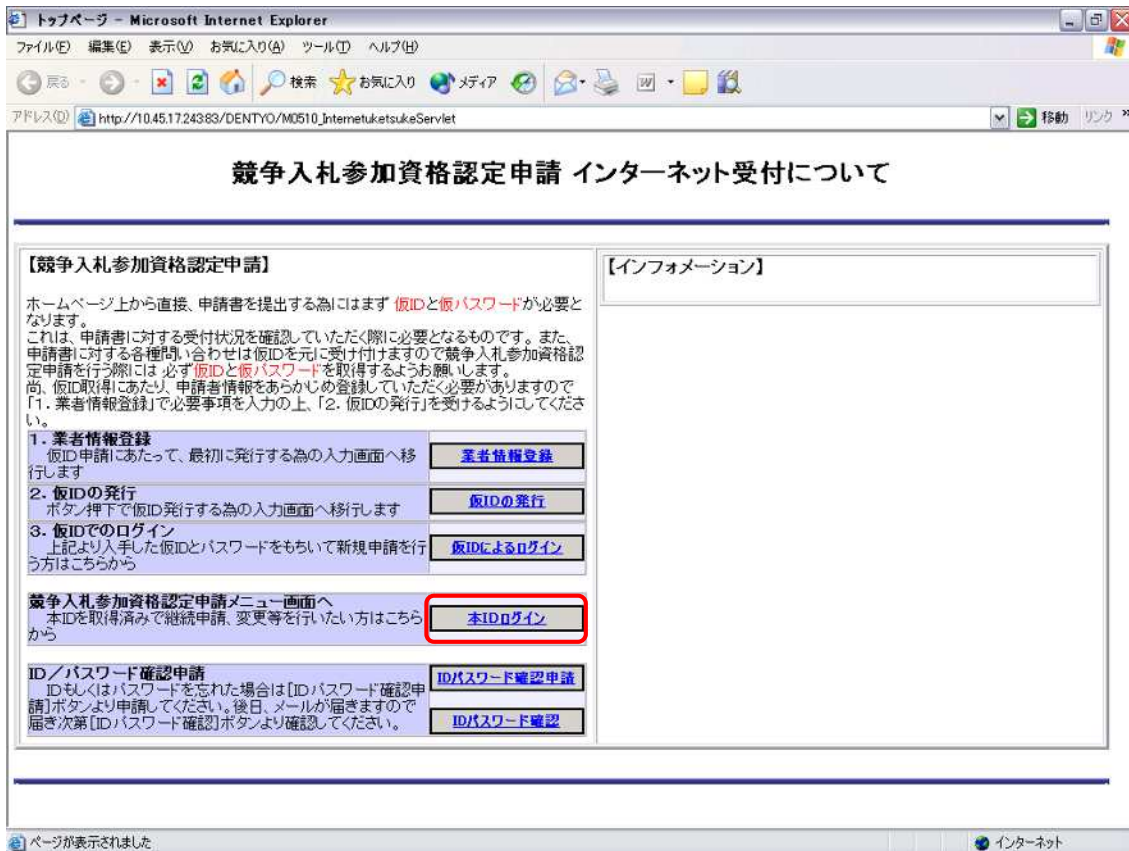 トップページ - Microsoft Internet Explorer
ファイル(F) 編集(E) 表示(V) お気に入り(A) ツール(T) ヘルプ(H)
戻る 検索 お気に入り メディア
アドレス(D) http://10.45.17.243:83/DENTYO/M0510_InternetuketsukeServlet 移動 リンク »
競争入札参加資格認定申請 インターネット受付について
【競争入札参加資格認定申請】
ホームページ上から直接、申請書を提出する為にはまず 仮IDと仮パスワードが必要と
なります。
これは、申請書に対する受付状況を確認していただく際に必要となるものです。また、
申請書に対する各種問い合わせは仮IDを元に受け付けますので競争入札参加資格認
定申請を行う際には 必ず仮IDと仮パスワードを取得するようお願いします。
尚、仮ID取得にあたり、申請者情報をあらかじめ登録していただく必要がありますので
「1. 業者情報登録」で必要事項を入力の上、「2. 仮IDの発行」を受けるようにしてくださ
い。
1. 業者情報登録
仮ID申請にあたって、最初に発行する為の入力画面へ移
行します
業者情報登録
2. 仮IDの発行
ボタン押下で仮ID発行する為の入力画面へ移行します
仮IDの発行
3. 仮IDでのログイン
上記より入手した仮IDとパスワードをもちいて新規申請を行
う方はこちらから
仮IDによるログイン
競争入札参加資格認定申請メニュー画面へ
本IDを取得済みで継続申請、変更等を行いたい方はこちら
から
本IDログイン
ID/パスワード確認申請
IDもしくはパスワードを忘れた場合は[IDパスワード確認申
請]ボタンより申請してください。後日、メールが届きますので
届き次第[IDパスワード確認]ボタンより確認してください。
IDパスワード確認申請
IDパスワード確認
【インフォメーション】
ページが表示されました インターネット